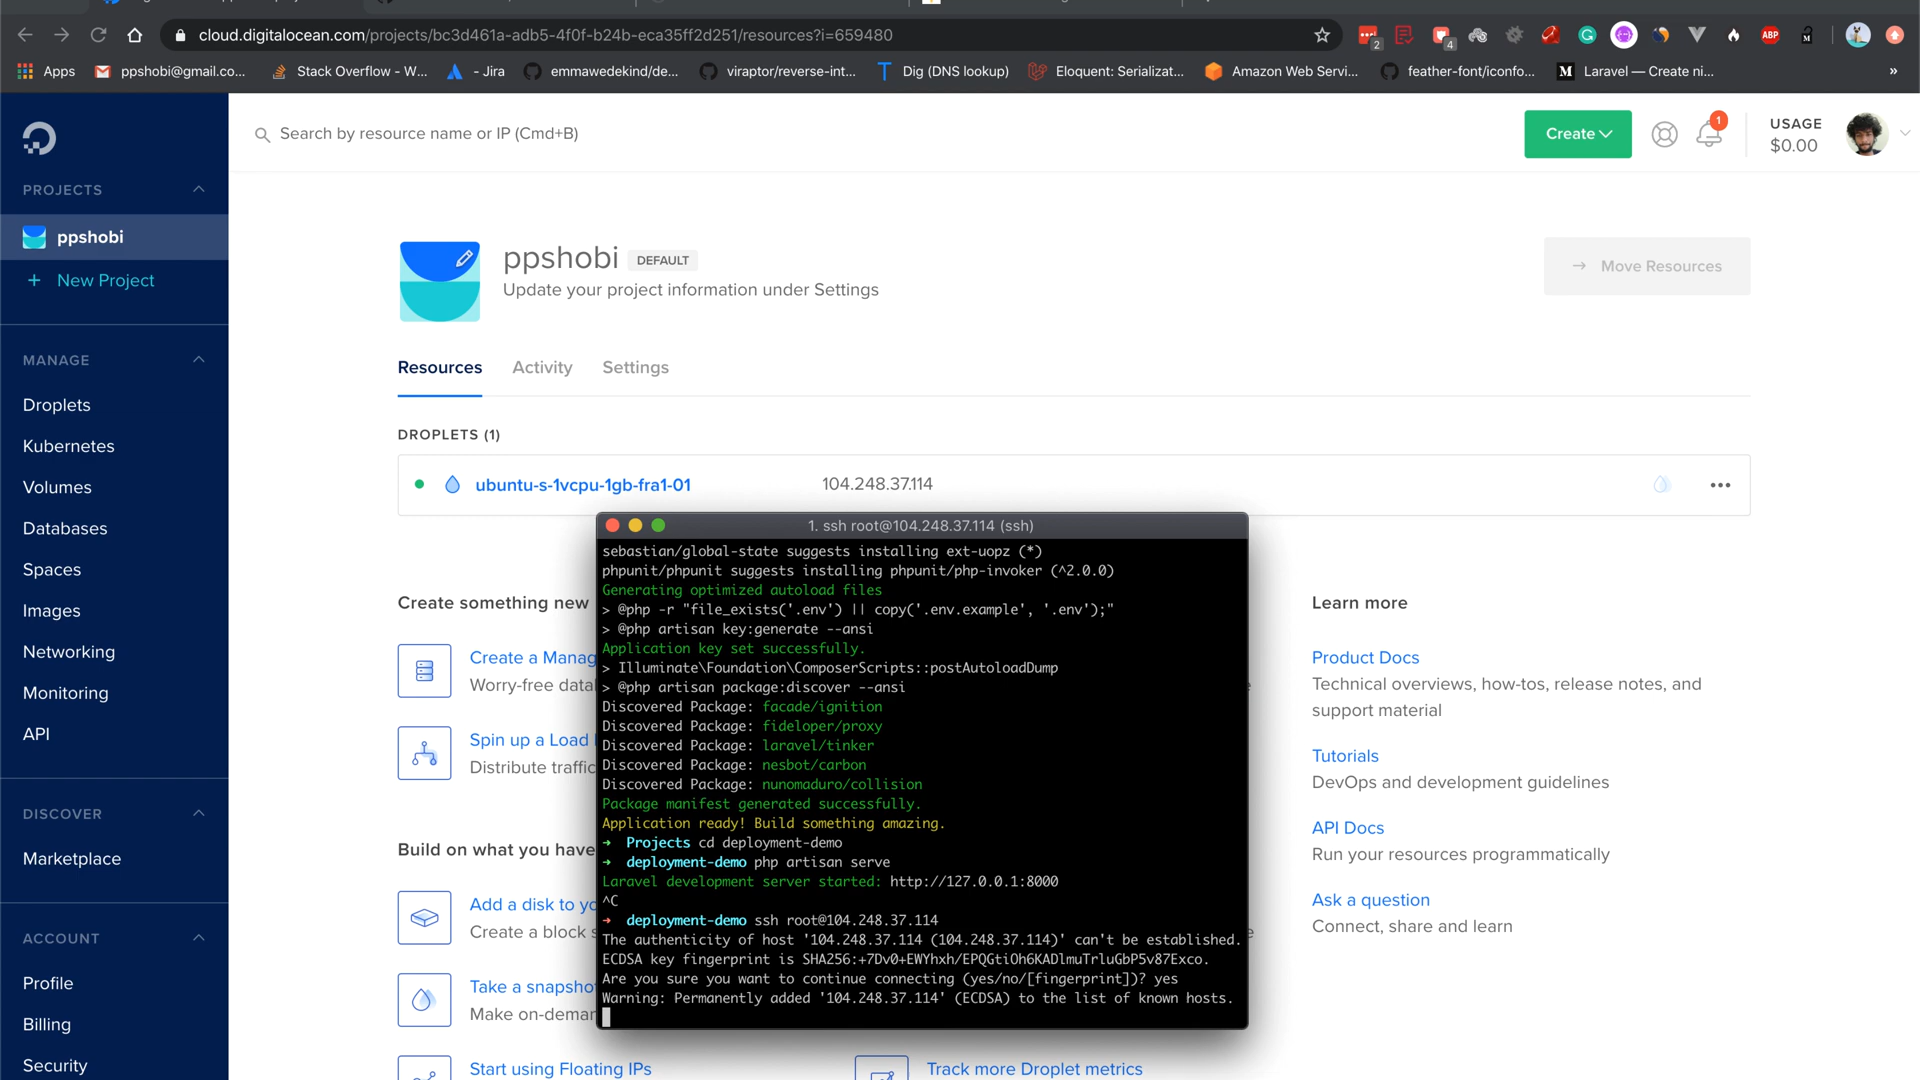 cloud.digitalocean.com/projects/bc3d461a-adb5-4f0f-b24b-eca35ff2d251/resources?i=659480
2
4
ABP
M
Apps
ppshobi@gmail.co...
Stack Overflow - W...
- Jira
emmawedekind/de...
viraptor/reverse-int...
Dig (DNS lookup)
Eloquent: Serializat...
Amazon Web Servi...
feather-font/iconfo...
Laravel — Create ni...
»
Search by resource name or IP (Cmd+B)
Create
1
USAGE
$0.00
PROJECTS
ppshobi
+ New Project
MANAGE
Droplets
Kubernetes
Volumes
Databases
Spaces
Images
Networking
Monitoring
API
DISCOVER
Marketplace
ACCOUNT
Profile
Billing
Security
ppshobi DEFAULT
Update your project information under Settings
→ Move Resources
Resources
Activity
Settings
DROPLETS (1)
ubuntu-s-1vcpu-1gb-fra1-01
104.248.37.114
Create something new
Create a Manag
Worry-free datab
Spin up a Load
Distribute traffic
Build on what you have
Add a disk to yo
Create a block s
Take a snapsho
Make on-deman
Start using Floating IPs
Track more Droplet metrics
Learn more
Product Docs
Technical overviews, how-tos, release notes, and
support material
Tutorials
DevOps and development guidelines
API Docs
Run your resources programmatically
Ask a question
Connect, share and learn
1. ssh root@104.248.37.114 (ssh)
sebastian/global-state suggests installing ext-uopz (*)
phpunit/phpunit suggests installing phpunit/php-invoker (^2.0.0)
Generating optimized autoload files
> @php -r "file_exists('.env') || copy('.env.example', '.env');"
> @php artisan key:generate --ansi
Application key set successfully.
> Illuminate\Foundation\ComposerScripts::postAutoloadDump
> @php artisan package:discover --ansi
Discovered Package: facade/ignition
Discovered Package: fideloper/proxy
Discovered Package: laravel/tinker
Discovered Package: nesbot/carbon
Discovered Package: nunomaduro/collision
Package manifest generated successfully.
Application ready! Build something amazing.
→ Projects cd deployment-demo
→ deployment-demo php artisan serve
Laravel development server started: http://127.0.0.1:8000
^C
→ deployment-demo ssh root@104.248.37.114
The authenticity of host '104.248.37.114 (104.248.37.114)' can't be established.
ECDSA key fingerprint is SHA256:+7Dv0+EWYhxh/EPQGtiOh6KADlmuTrluGbP5v87Exco.
Are you sure you want to continue connecting (yes/no/[fingerprint])? yes
Warning: Permanently added '104.248.37.114' (ECDSA) to the list of known hosts.